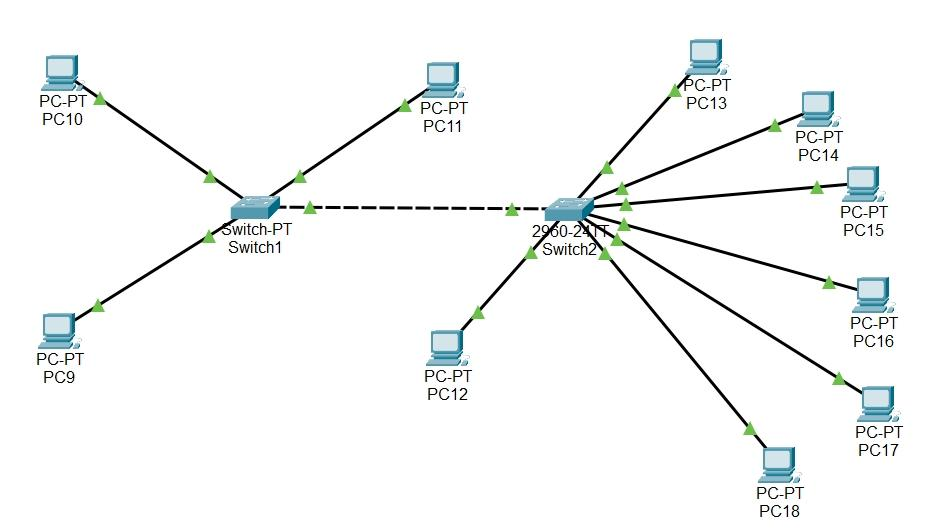 PC-PT
PC10
PC-PT
PC11
PC-PT
PC13
PC-PT
PC14
PC-PT
PC15
Switch-PT
Switch1
2960-24TT
Switch2
PC-PT
PC16
PC-PT
PC9
PC-PT
PC12
PC-PT
PC17
PC-PT
PC18